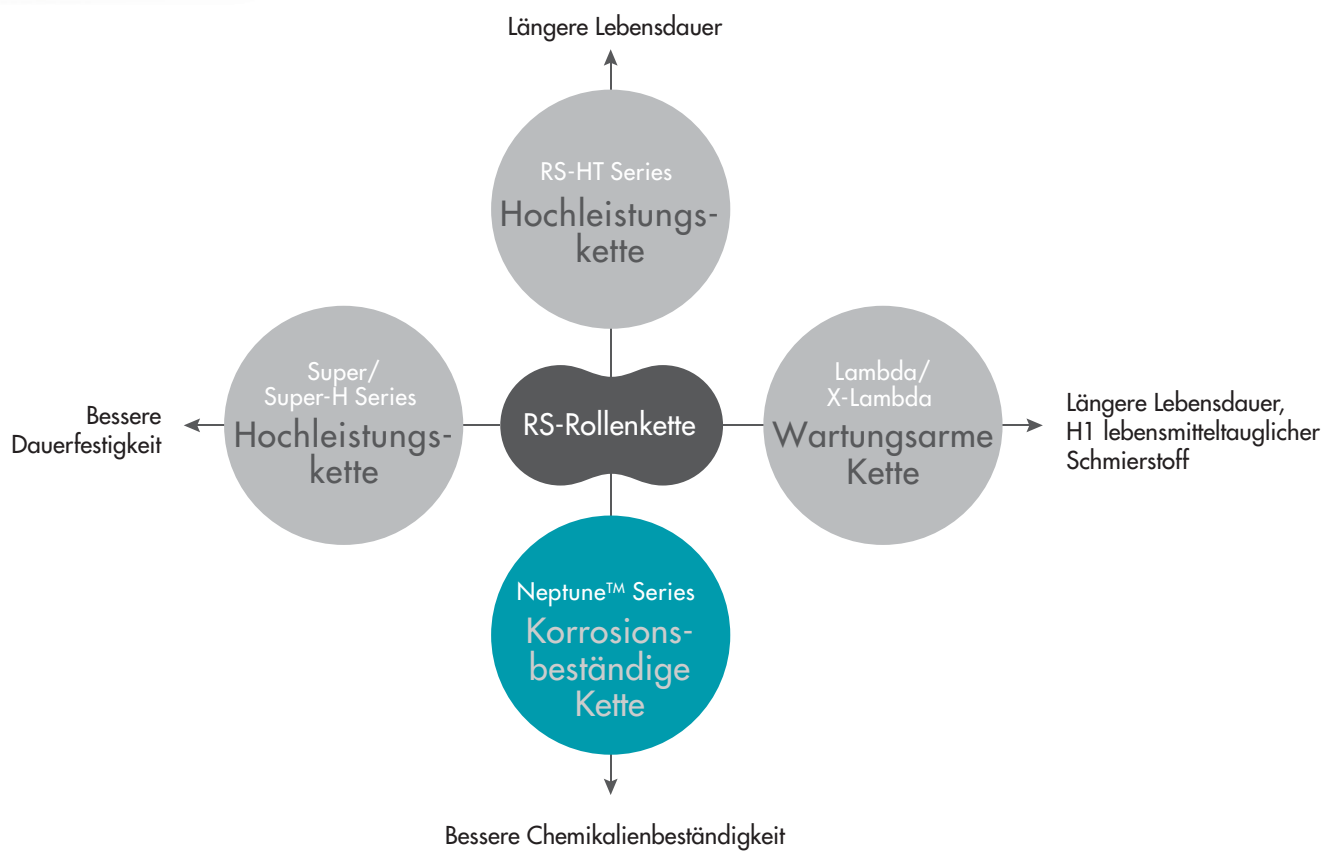 Längere Lebensdauer
RS-HT Series
Hochleistungs-
kette
Super/
Super-H Series
Hochleistungs-
kette
Bessere
Dauerfestigkeit
RS-Rollenkette
Lambda/
X-Lambda
Wartungsarme
Kette
Längere Lebensdauer,
H1 lebensmitteltauglicher
Schmierstoff
Neptune™ Series
Korrosions-
beständige
Kette
Bessere Chemikalienbeständigkeit